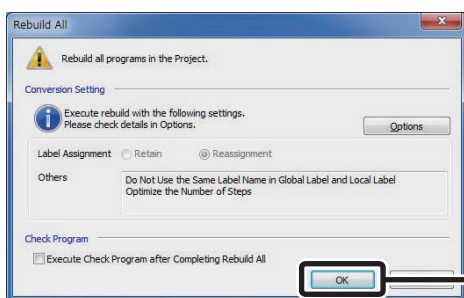 Rebuild All
Rebuild all programs in the Project.
Conversion Setting
Execute rebuild with the following settings.
Please check details in Options.
Options
Label Assignment Retain Reassignment
Others Do Not Use the Same Label Name in Global Label and Local Label
Optimize the Number of Steps
Check Program
Execute Check Program after Completing Rebuild All
OK